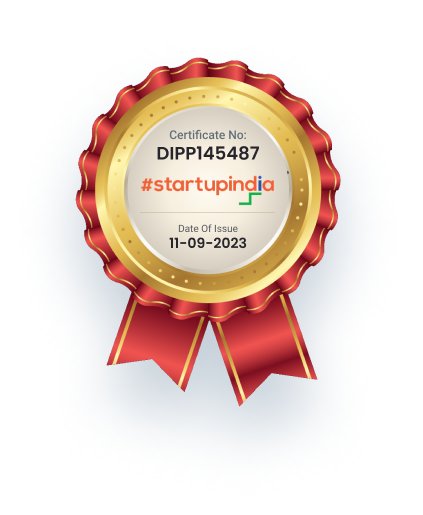 Certificate No:
DIPP145487
#startupindia
Date Of Issue
11-09-2023